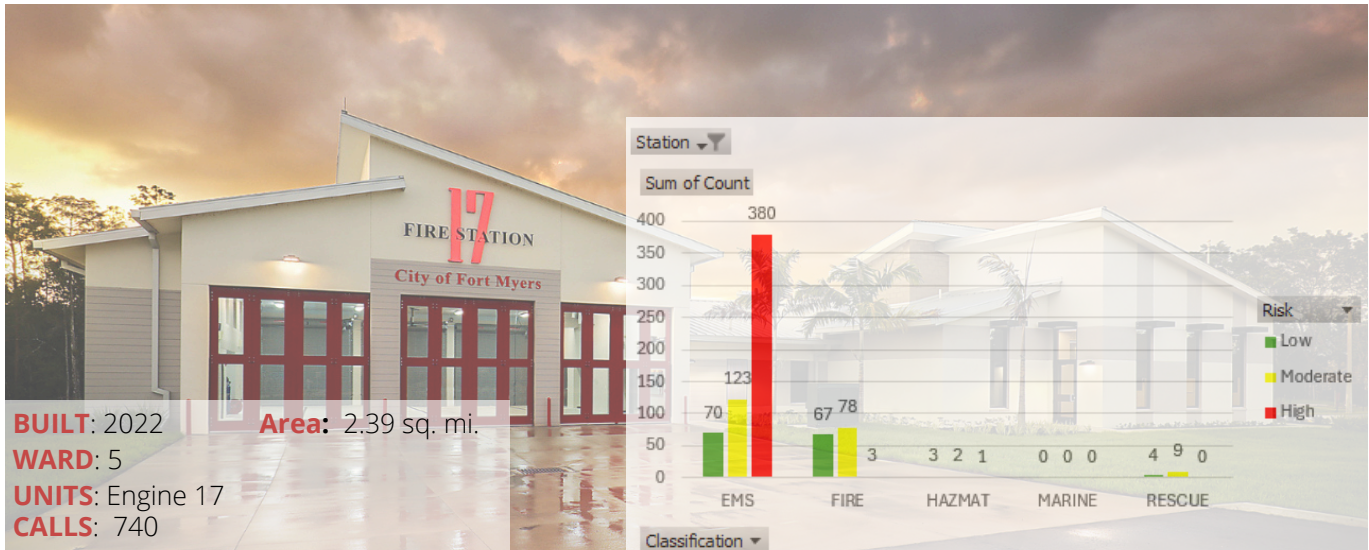 17
FIRE STATION
City of Fort Myers
BUILT: 2022 Area: 2.39 sq. mi.
WARD: 5
UNITS: Engine 17
CALLS: 740
Station
Sum of Count
400
350
300
250
200
150
100
50
0
70 123 380
67 78 3
3 2 1
0 0 0
4 9 0
EMS FIRE HAZMAT MARINE RESCUE
Classification
Risk
Low
Moderate
High